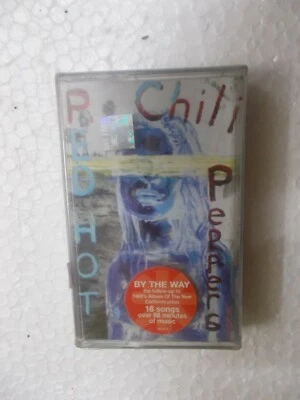 RED HOT
Chili
Peppers
BY THE WAY
the follow-up to
1999's Album Of The Year
Californication
16 songs
over 68 minutes
of music